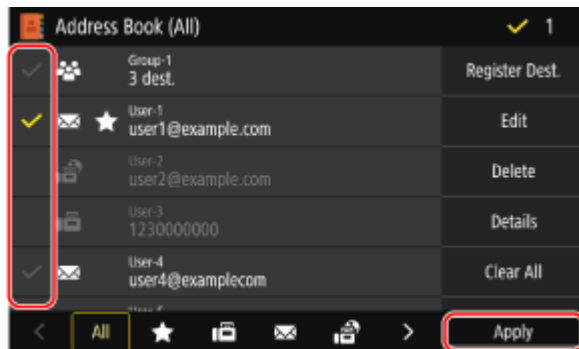 Address Book (All)
1
Group-1
3 dest.
Register Dest.
User-1
user1@example.com
Edit
User-2
user2@example.com
Delete
User-3
1230000000
Details
User-4
user4@examplecom
Clear All
All
Apply